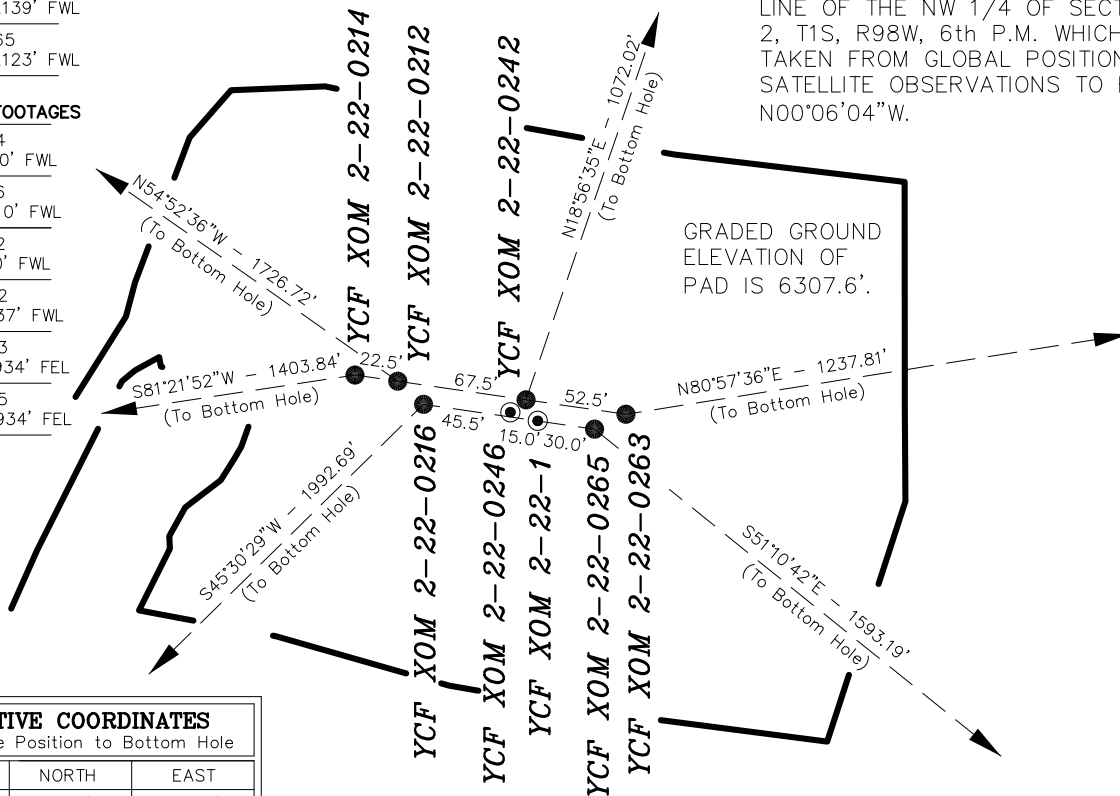 139' FWL
65
123' FWL
FOOTAGES
4
0' FWL
6
0' FWL
2
0' FWL
2
37' FWL
3
934' FEL
5
934' FEL
LINE OF THE NW 1/4 OF SECT
2, T1S, R98W, 6th P.M. WHICH
TAKEN FROM GLOBAL POSITION
SATELLITE OBSERVATIONS TO
N00°06'04"W.
YCF XOM 2-22-0214
YCF XOM 2-22-0212
YCF XOM 2-22-0242
N18°56'35"E - 1072.02'
(To Bottom Hole)
N54°52'36"W - 1726.72'
(To Bottom Hole)
GRADED GROUND
ELEVATION OF
PAD IS 6307.6'.
S81°21'52"W - 1403.84'
(To Bottom Hole)
22.5'
67.5'
52.5'
N80°57'36"E - 1237.81'
(To Bottom Hole)
45.5'
15.0'
30.0'
S45°30'29"W - 1992.69'
(To Bottom Hole)
S51°10'42"E - 1593.19'
(To Bottom Hole)
YCF XOM 2-22-0216
YCF XOM 2-22-0246
YCF XOM 2-22-1
YCF XOM 2-22-0265
YCF XOM 2-22-0263
TIVE COORDINATES
e Position to Bottom Hole
NORTH EAST